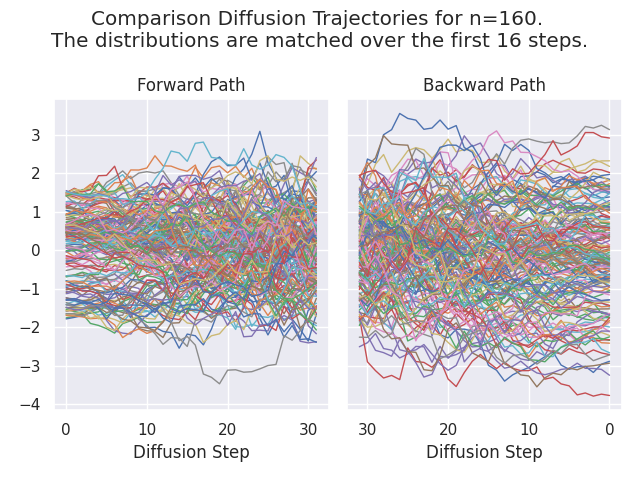 Comparison Diffusion Trajectories for n=160.
The distributions are matched over the first 16 steps.
Forward Path
Backward Path
3
2
1
0
−1
−2
−3
−4
0 10 20 30
30 20 10 0
Diffusion Step
Diffusion Step